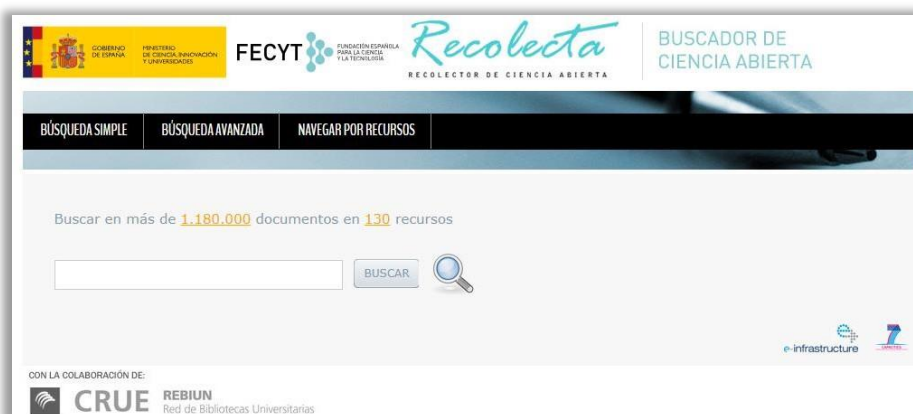 GOBIERNO
DE ESPAÑA
MINISTERIO
DE CIENCIA, INNOVACIÓN
Y UNIVERSIDADES
FECYT
FUNDACIÓN ESPAÑOLA
PARA LA CIENCIA
Y LA TECNOLOGÍA
Recolecta
RECOLECTOR DE CIENCIA ABIERTA
BUSCADOR DE
CIENCIA ABIERTA
BÚSQUEDA SIMPLE BÚSQUEDA AVANZADA NAVEGAR POR RECURSOS
Buscar en más de 1.180.000 documentos en 130 recursos
BUSCAR
e-infrastructure
7
CON LA COLABORACIÓN DE:
CRUE
REBIUN
Red de Bibliotecas Universitarias